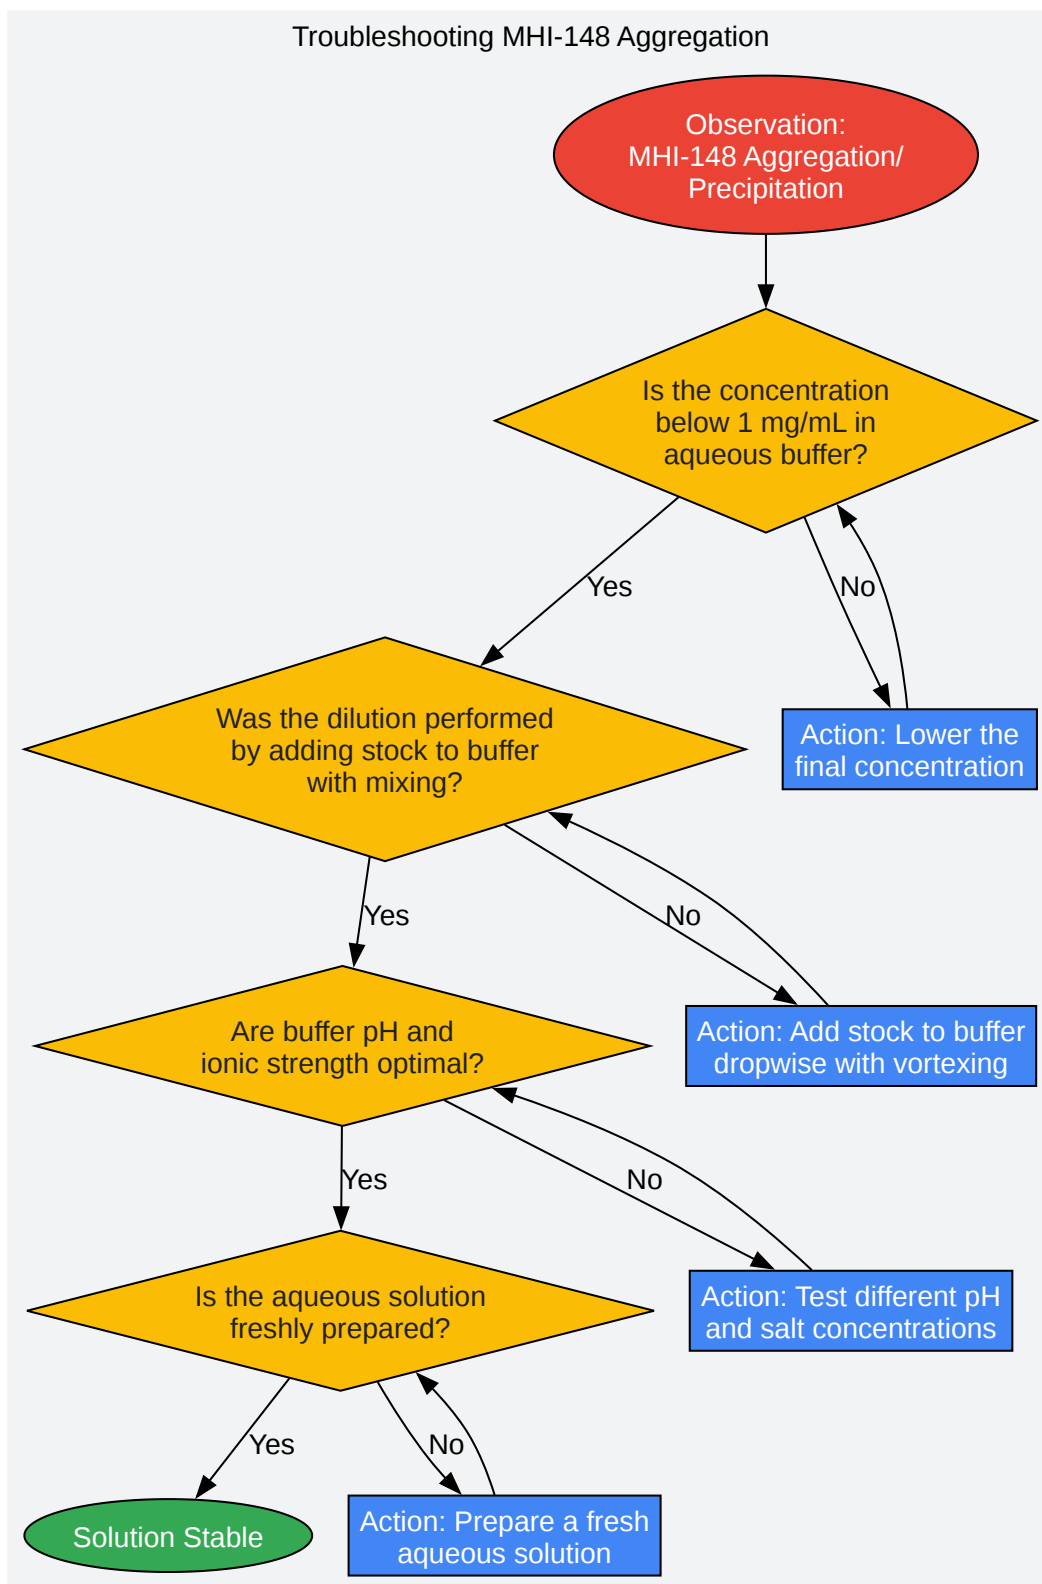 Troubleshooting MHI-148 Aggregation
Observation:
MHI-148 Aggregation/
Precipitation
Is the concentration
below 1 mg/mL in
aqueous buffer?
Yes
No
Was the dilution performed
by adding stock to buffer
with mixing?
Action: Lower the
final concentration
Yes
No
Are buffer pH and
ionic strength optimal?
Action: Add stock to buffer
dropwise with vortexing
Yes
No
Is the aqueous solution
freshly prepared?
Action: Test different pH
and salt concentrations
Yes
No
Solution Stable
Action: Prepare a fresh
aqueous solution